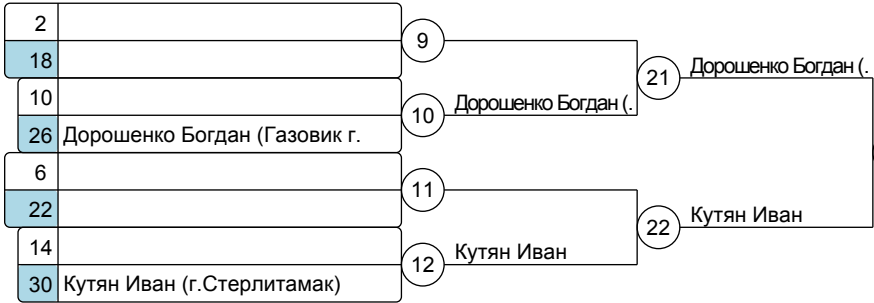 2
9
18
21 Дорошенко Богдан (.
10
10 Дорошенко Богдан (.
26 Дорошенко Богдан (Газовик г.
6
11
22
22 Кутян Иван
14
12 Кутян Иван
30 Кутян Иван (г.Стерлитамак)